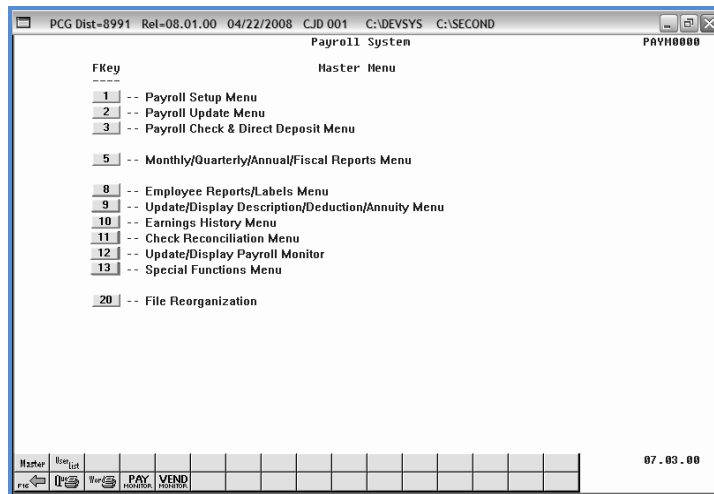 PCG Dist=8991 Rel=08.01.00 04/22/2008 CJD 001 C:\DEVSYS C:\SECOND
Payroll System PAYM0000
FKey Master Menu
----
1 -- Payroll Setup Menu
2 -- Payroll Update Menu
3 -- Payroll Check & Direct Deposit Menu
5 -- Monthly/Quarterly/Annual/Fiscal Reports Menu
8 -- Employee Reports/Labels Menu
9 -- Update/Display Description/Deduction/Annuity Menu
10 -- Earnings History Menu
11 -- Check Reconciliation Menu
12 -- Update/Display Payroll Monitor
13 -- Special Functions Menu
20 -- File Reorganization
Master User List 07.03.00
F16 Word PAY MONITOR VEND MONITOR